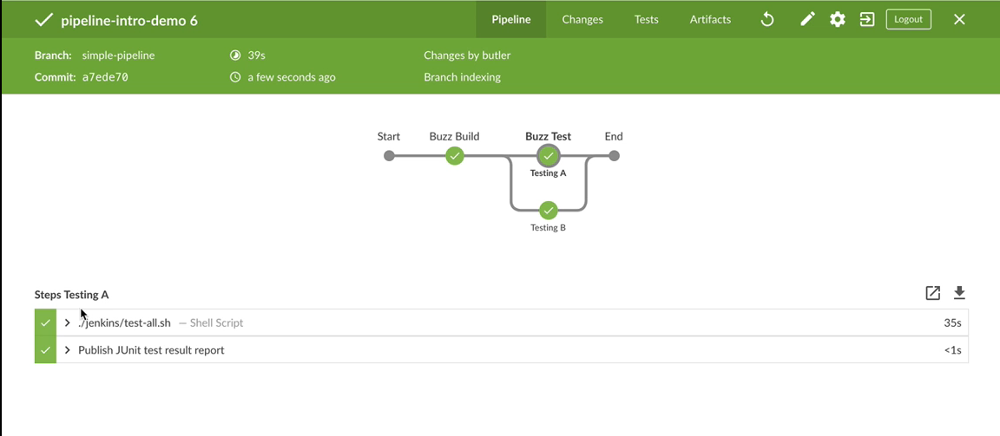 pipeline-intro-demo 6 Pipeline Changes Tests Artifacts Logout
Branch: simple-pipeline 39s Changes by butler
Commit: a7ede70 a few seconds ago Branch indexing
Start Buzz Build Buzz Test End
Testing A
Testing B
Steps Testing A
./jenkins/test-all.sh — Shell Script 35s
Publish JUnit test result report <1s